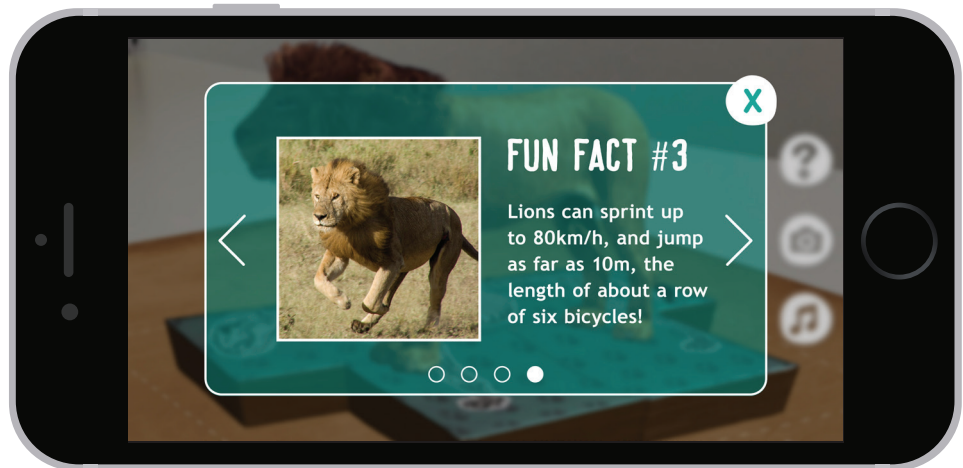 X
FUN FACT #3
Lions can sprint up
to 80km/h, and jump
as far as 10m, the
length of about a row
of six bicycles!
?